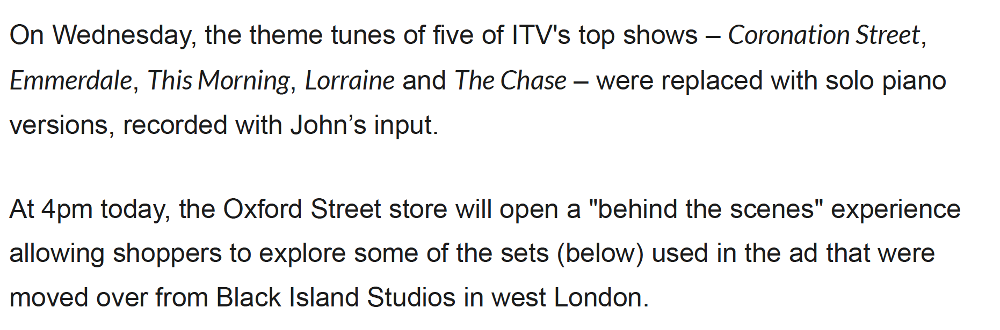 On Wednesday, the theme tunes of five of ITV's top shows – Coronation Street,
Emmerdale, This Morning, Lorraine and The Chase – were replaced with solo piano
versions, recorded with John’s input.
At 4pm today, the Oxford Street store will open a "behind the scenes" experience
allowing shoppers to explore some of the sets (below) used in the ad that were
moved over from Black Island Studios in west London.